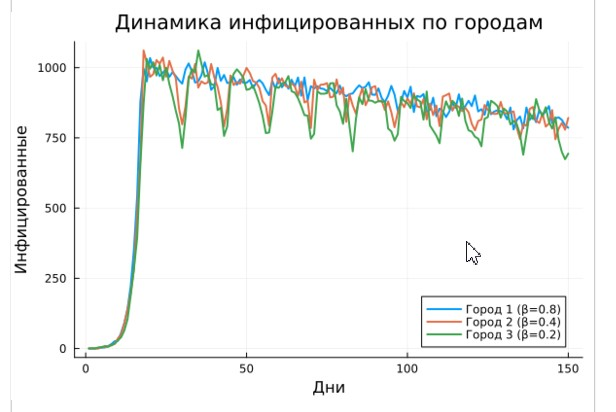 Динамика инфицированных по городам
Инфицированные
1000
750
500
250
0
0
50
100
150
Дни
Город 1 (β=0.8)
Город 2 (β=0.4)
Город 3 (β=0.2)